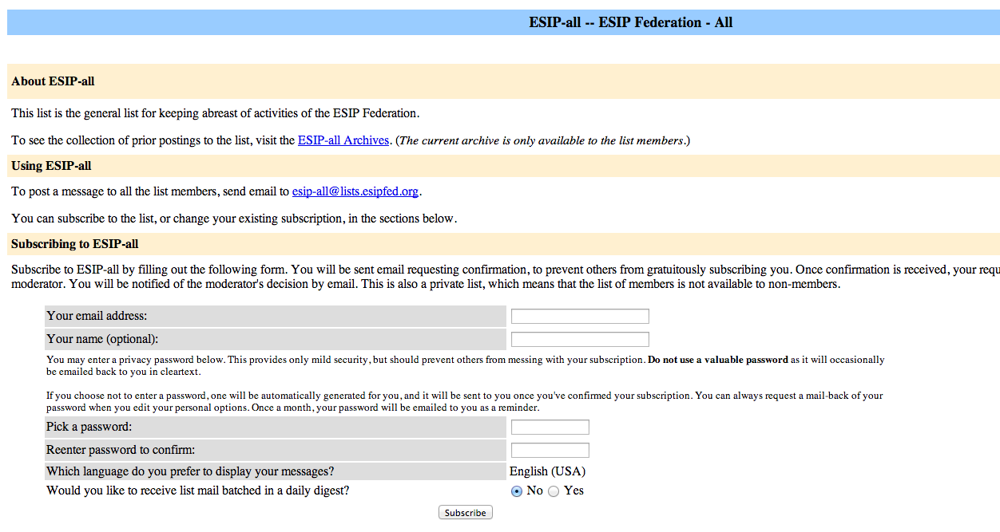 ESIP-all -- ESIP Federation - All
About ESIP-all
This list is the general list for keeping abreast of activities of the ESIP Federation.
To see the collection of prior postings to the list, visit the ESIP-all Archives. (The current archive is only available to the list members.)
Using ESIP-all
To post a message to all the list members, send email to esip-all@lists.esipfed.org.
You can subscribe to the list, or change your existing subscription, in the sections below.
Subscribing to ESIP-all
Subscribe to ESIP-all by filling out the following form. You will be sent email requesting confirmation, to prevent others from gratuitously subscribing you. Once confirmation is received, your requ
moderator. You will be notified of the moderator's decision by email. This is also a private list, which means that the list of members is not available to non-members.
Your email address:
Your name (optional):
You may enter a privacy password below. This provides only mild security, but should prevent others from messing with your subscription. Do not use a valuable password as it will occasionally
be emailed back to you in cleartext.
If you choose not to enter a password, one will be automatically generated for you, and it will be sent to you once you've confirmed your subscription. You can always request a mail-back of your
password when you edit your personal options. Once a month, your password will be emailed to you as a reminder.
Pick a password:
Reenter password to confirm:
Which language do you prefer to display your messages? English (USA)
Would you like to receive list mail batched in a daily digest? No Yes
Subscribe